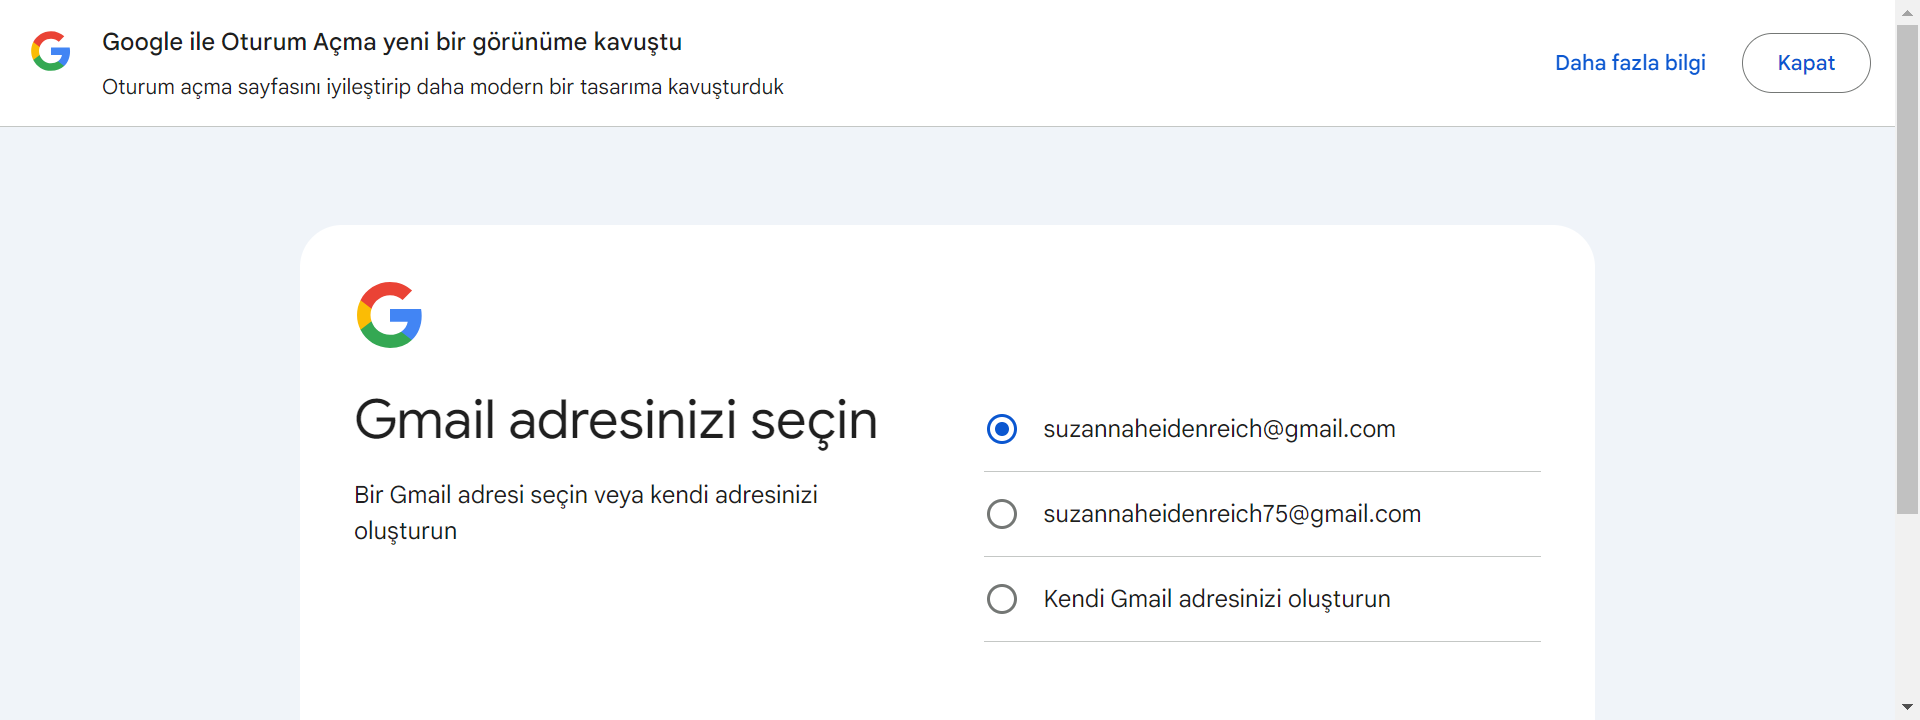 Google ile Oturum Açma yeni bir görünüme kavuştu
Oturum açma sayfasını iyileştirip daha modern bir tasarıma kavuşturduk
Daha fazla bilgi
Kapat
Gmail adresinizi seçin
Bir Gmail adresi seçin veya kendi adresinizi
oluşturun
suzannaheidenreich@gmail.com
suzannaheidenreich75@gmail.com
Kendi Gmail adresinizi oluşturun